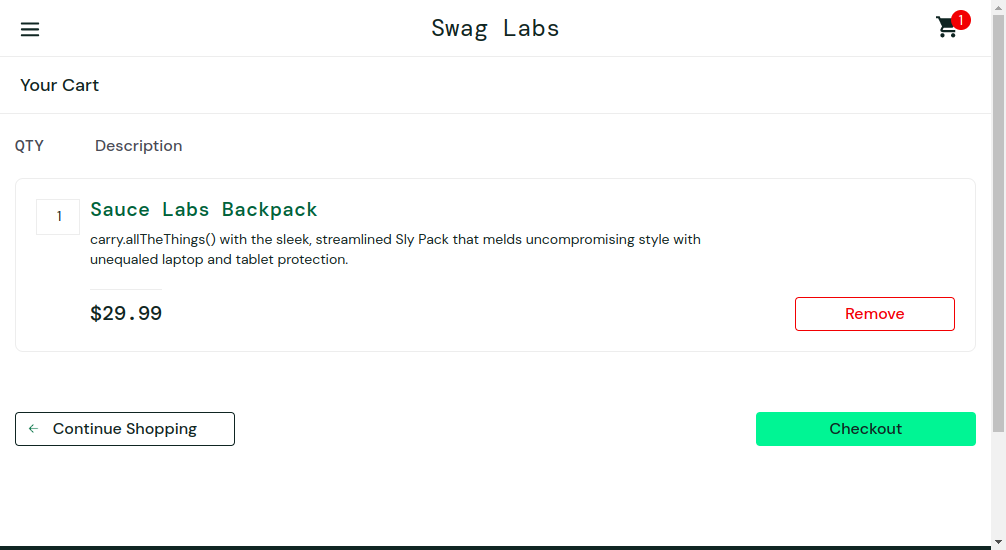 Swag Labs
1
Your Cart
QTY
Description
1
Sauce Labs Backpack
carry.allTheThings() with the sleek, streamlined Sly Pack that melds uncompromising style with
unequaled laptop and tablet protection.
$29.99
Remove
Continue Shopping
Checkout